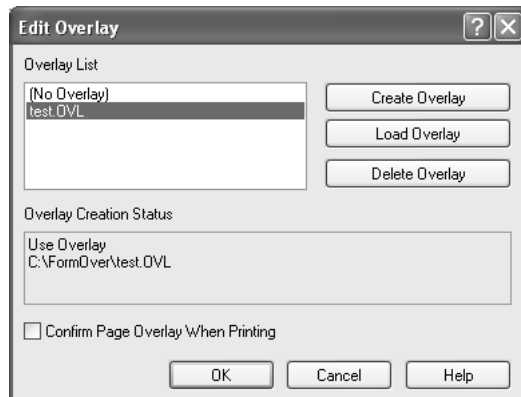 Edit Overlay
Overlay List
(No Overlay)
test.OVL
Create Overlay
Load Overlay
Delete Overlay
Overlay Creation Status
Use Overlay
C:\FormOver\test.OVL
Confirm Page Overlay When Printing
OK
Cancel
Help